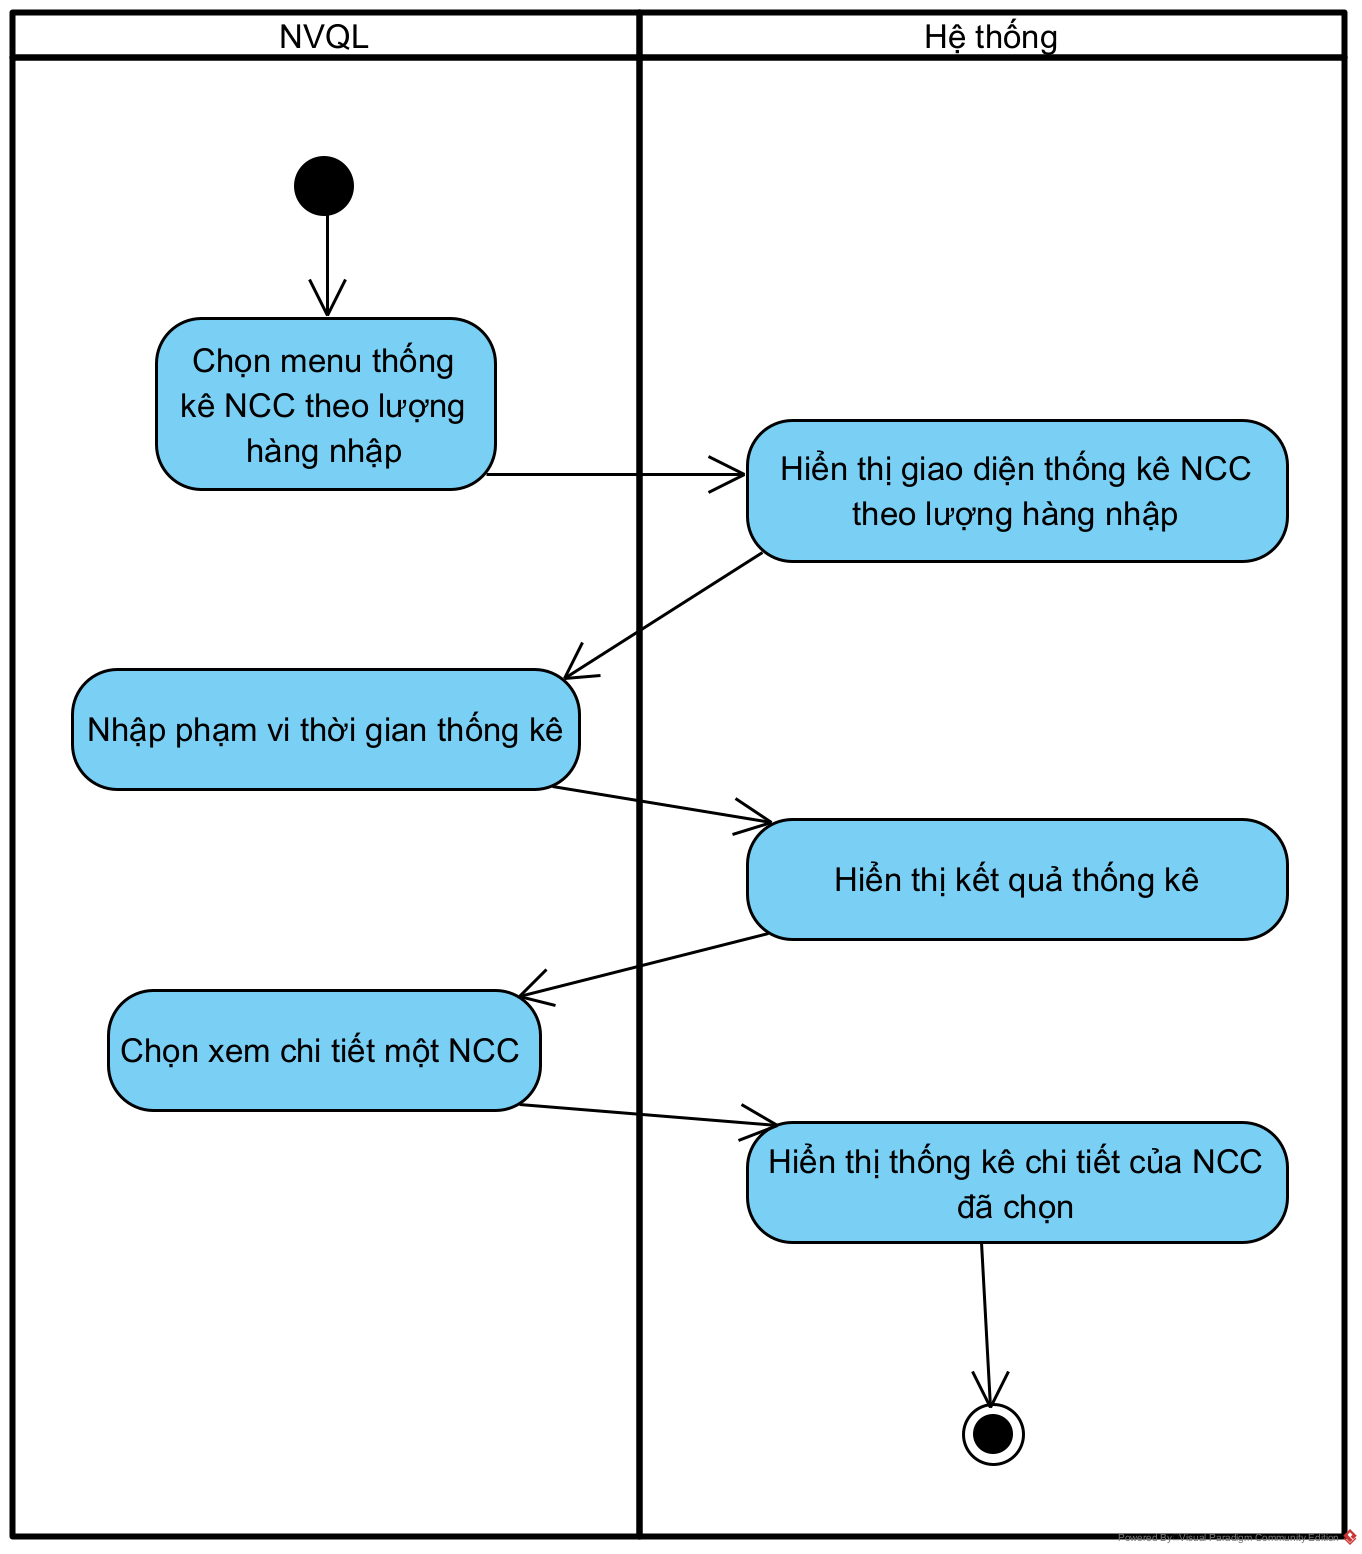 NVQL
Hệ thống
Chọn menu thống
kê NCC theo lượng
hàng nhập
Hiển thị giao diện thống kê NCC
theo lượng hàng nhập
Nhập phạm vi thời gian thống kê
Hiển thị kết quả thống kê
Chọn xem chi tiết một NCC
Hiển thị thống kê chi tiết của NCC
đã chọn
Powered By Visual Paradigm Community Edition